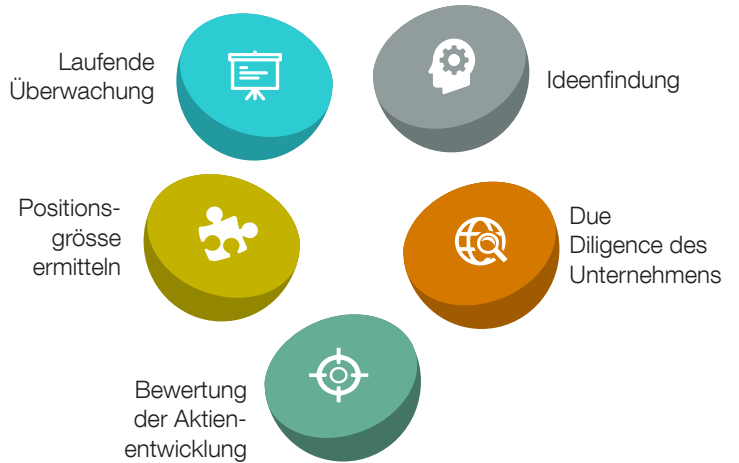 Laufende
Überwachung
Ideenfindung
Positions-
grösse
ermitteln
Due
Diligence des
Unternehmens
Bewertung
der Aktien-
entwicklung